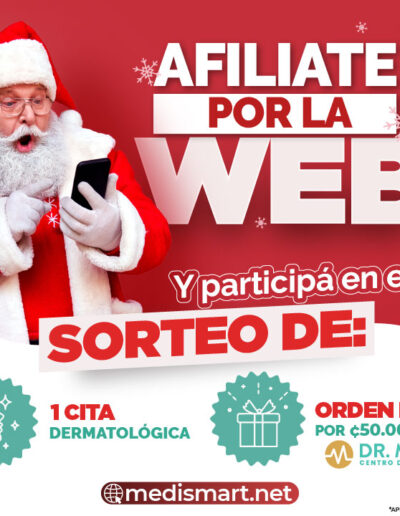 AFILIATE
POR LA
WEB
Y participá en e
SORTEO DE:
1 CITA
DERMATOLÓGICA
ORDEN
POR ₡50.00
DR. M
CENTRO D
medismart.net
*AP